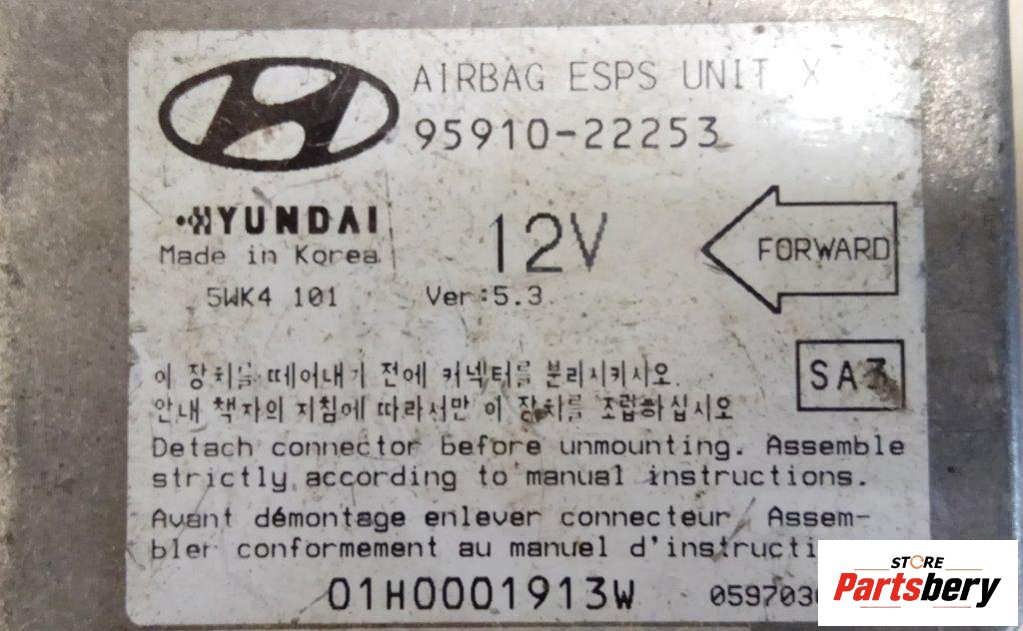 AIRBAG ESPS UNIT X
95910-22253
HYUNDAI
Made in Korea
12V
FORWARD
5WK4 101
Ver:5.3
SA3
이 장치를 떼어내기 전에 커넥터를 분리시키시오.
안내 책자의 지침에 따라서만 이 장치를 조립하십시오
Detach connector before unmounting. Assemble
strictly according to manual instructions.
Avant démontage enlever connecteur. Assem-
bler conformement au manuel
01H0001913W
STORE
Partsbery